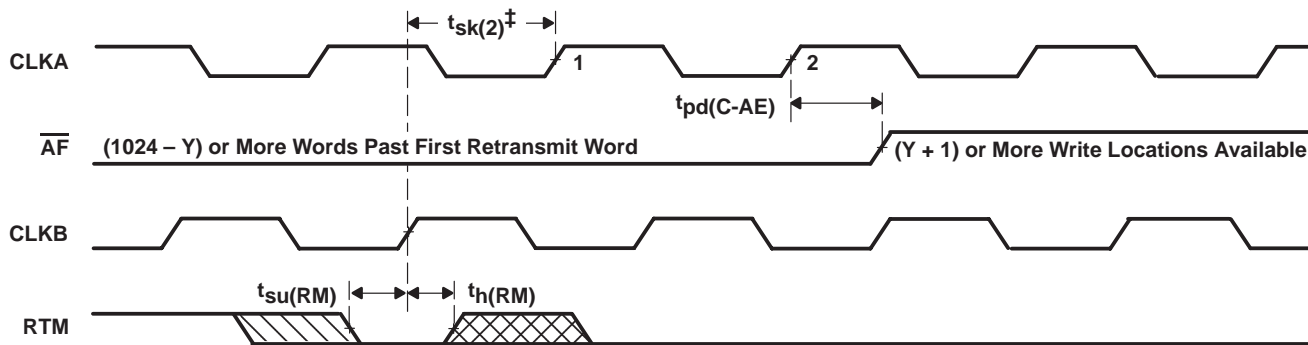 tsk(2)‡
CLKA
1
2
tpd(C-AE)
AF
(1024 – Y) or More Words Past First Retransmit Word
(Y + 1) or More Write Locations Available
CLKB
tsu(RM)
th(RM)
RTM